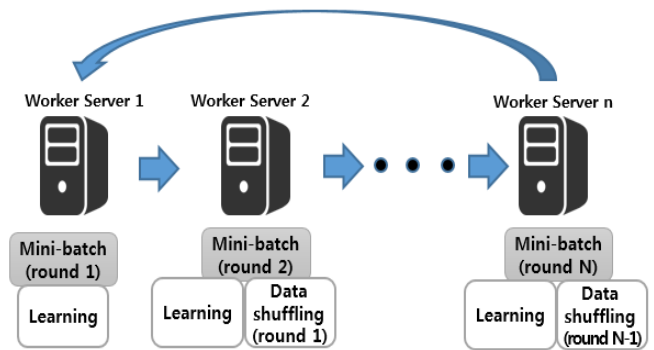 Worker Server 1
Worker Server 2
Worker Server n
Mini-batch
(round 1)
Learning
Mini-batch
(round 2)
Learning
Data
shuffling
(round 1)
Mini-batch
(round N)
Learning
Data
shuffling
(round N-1)